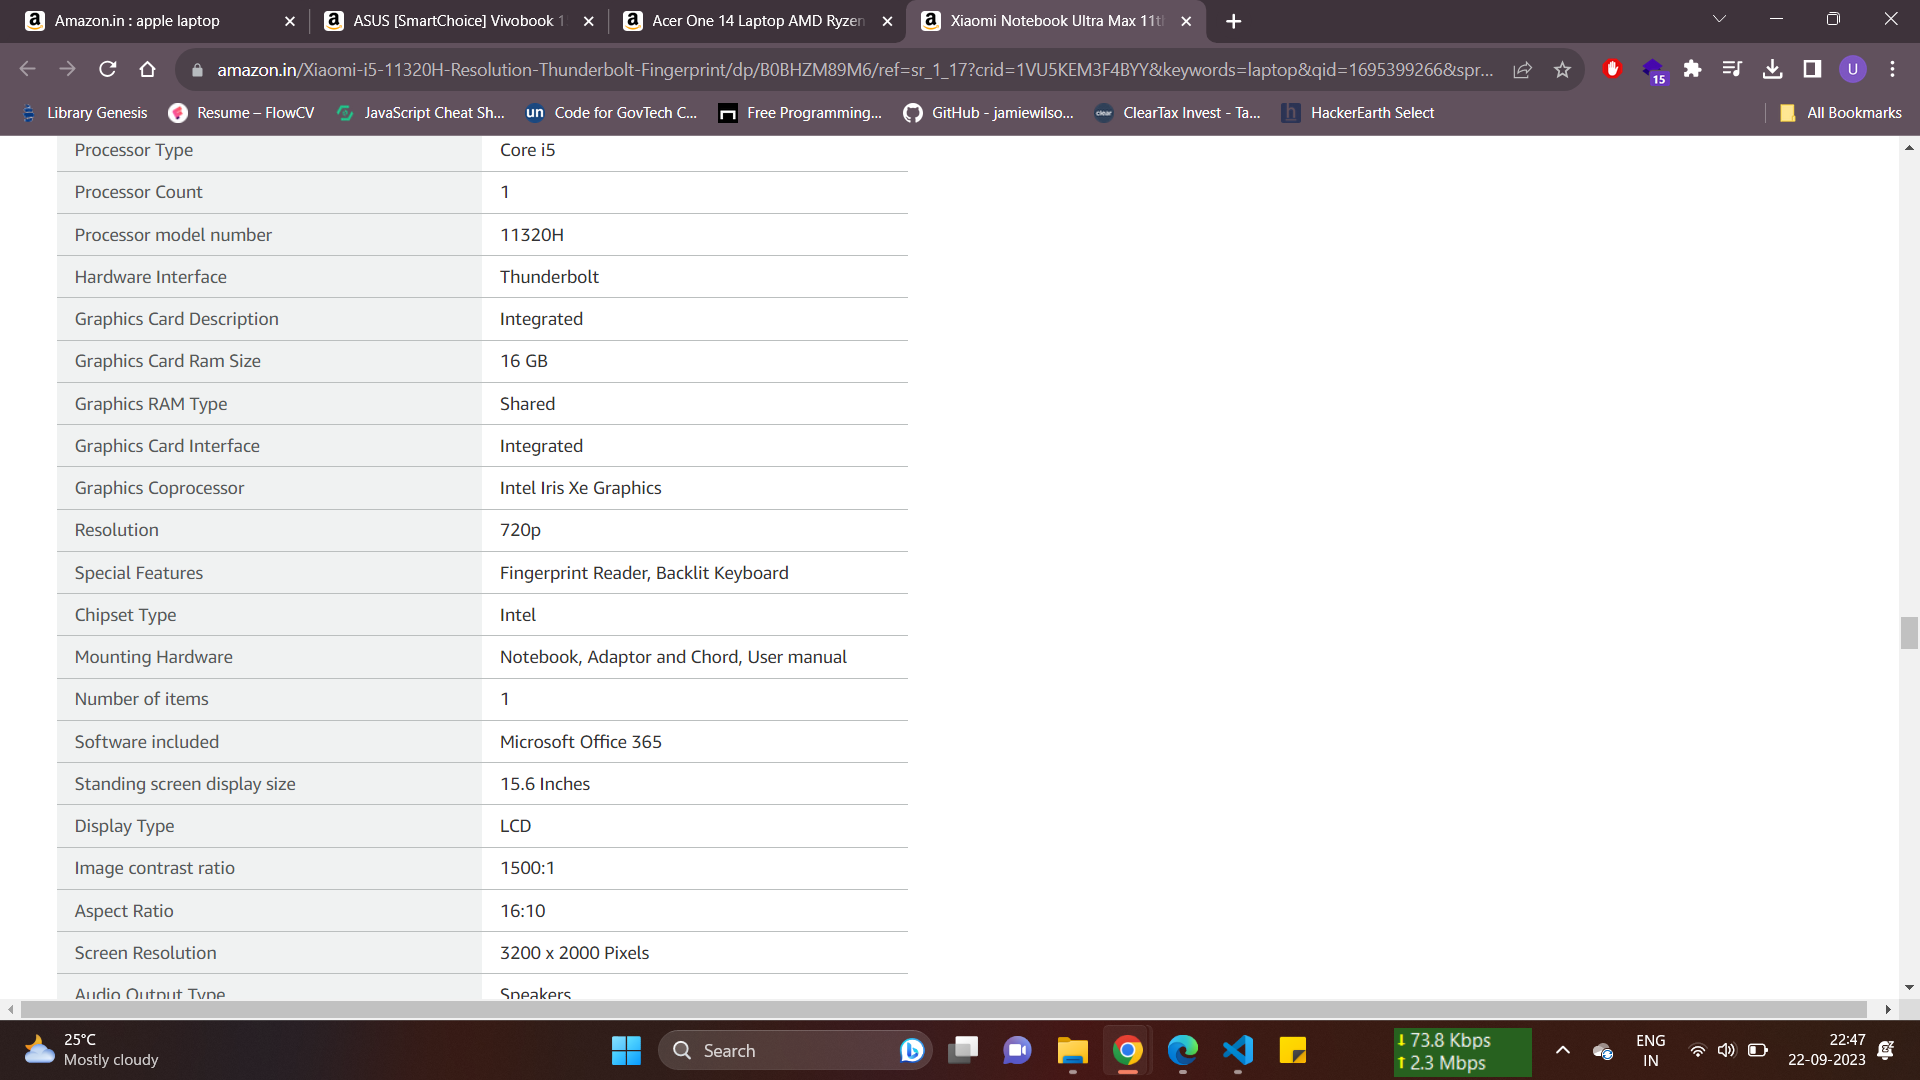 Amazon.in : apple laptop
ASUS [SmartChoice] Vivobook 1
Acer One 14 Laptop AMD Ryzen
Xiaomi Notebook Ultra Max 11th
amazon.in/Xiaomi-i5-11320H-Resolution-Thunderbolt-Fingerprint/dp/B0BHZM89M6/ref=sr_1_17?crid=1VU5KEM3F4BYY&keywords=laptop&qid=1695399266&spr...
15
U
Library Genesis
Resume – FlowCV
JavaScript Cheat Sh...
un
Code for GovTech C...
Free Programming...
GitHub - jamiewilso...
clear
ClearTax Invest - Ta...
h
HackerEarth Select
All Bookmarks
Processor Type Core i5
Processor Count 1
Processor model number 11320H
Hardware Interface Thunderbolt
Graphics Card Description Integrated
Graphics Card Ram Size 16 GB
Graphics RAM Type Shared
Graphics Card Interface Integrated
Graphics Coprocessor Intel Iris Xe Graphics
Resolution 720p
Special Features Fingerprint Reader, Backlit Keyboard
Chipset Type Intel
Mounting Hardware Notebook, Adaptor and Chord, User manual
Number of items 1
Software included Microsoft Office 365
Standing screen display size 15.6 Inches
Display Type LCD
Image contrast ratio 1500:1
Aspect Ratio 16:10
Screen Resolution 3200 x 2000 Pixels
Audio Output Type Speakers
25°C
Mostly cloudy
Search
73.8 Kbps
2.3 Mbps
ENG
IN
22:47
22-09-2023